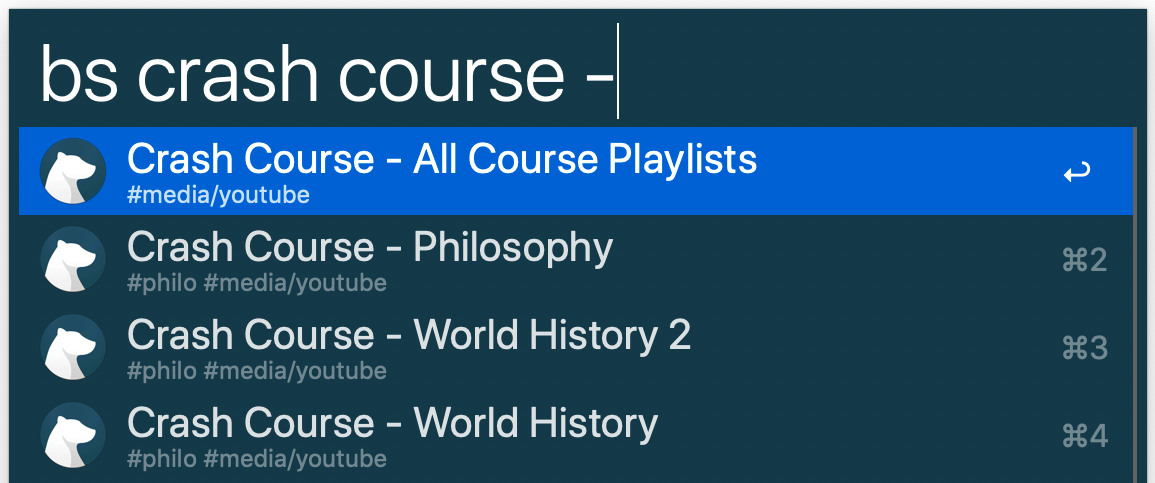 bs crash course -
Crash Course - All Course Playlists ↩
#media/youtube
Crash Course - Philosophy ⌘2
#philo #media/youtube
Crash Course - World History 2 ⌘3
#philo #media/youtube
Crash Course - World History ⌘4
#philo #media/youtube